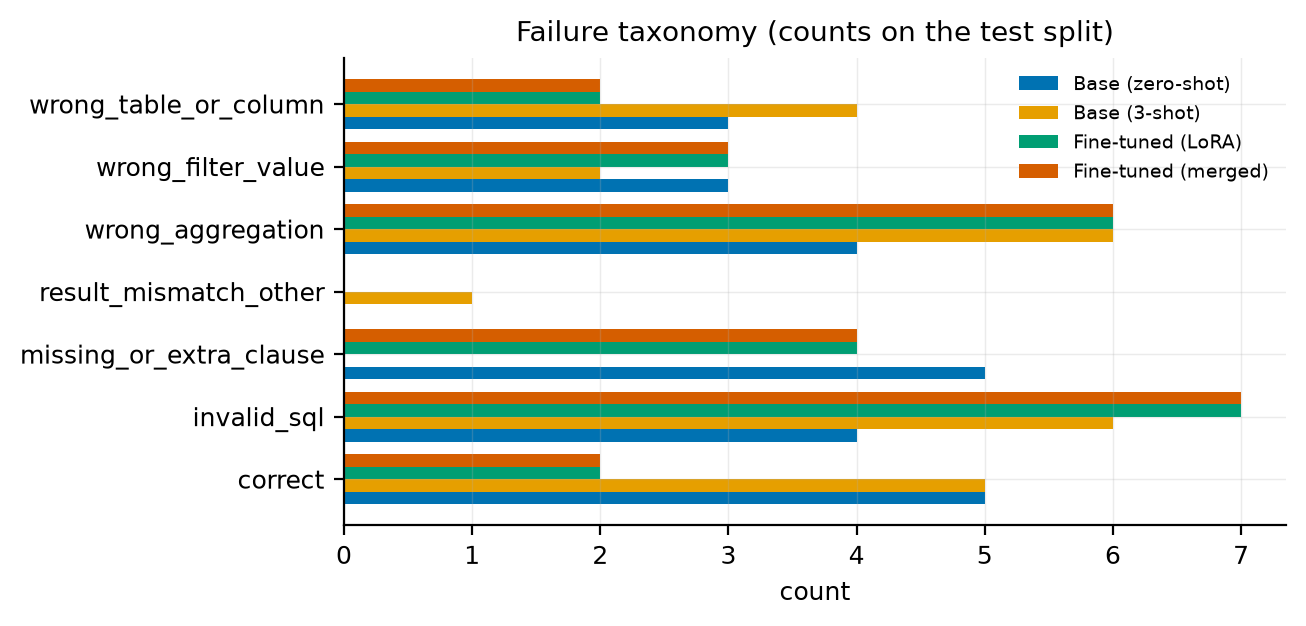 Failure taxonomy (counts on the test split)
wrong_table_or_column
wrong_filter_value
wrong_aggregation
result_mismatch_other
missing_or_extra_clause
invalid_sql
correct
Base (zero-shot)
Base (3-shot)
Fine-tuned (LoRA)
Fine-tuned (merged)
0 1 2 3 4 5 6 7
count